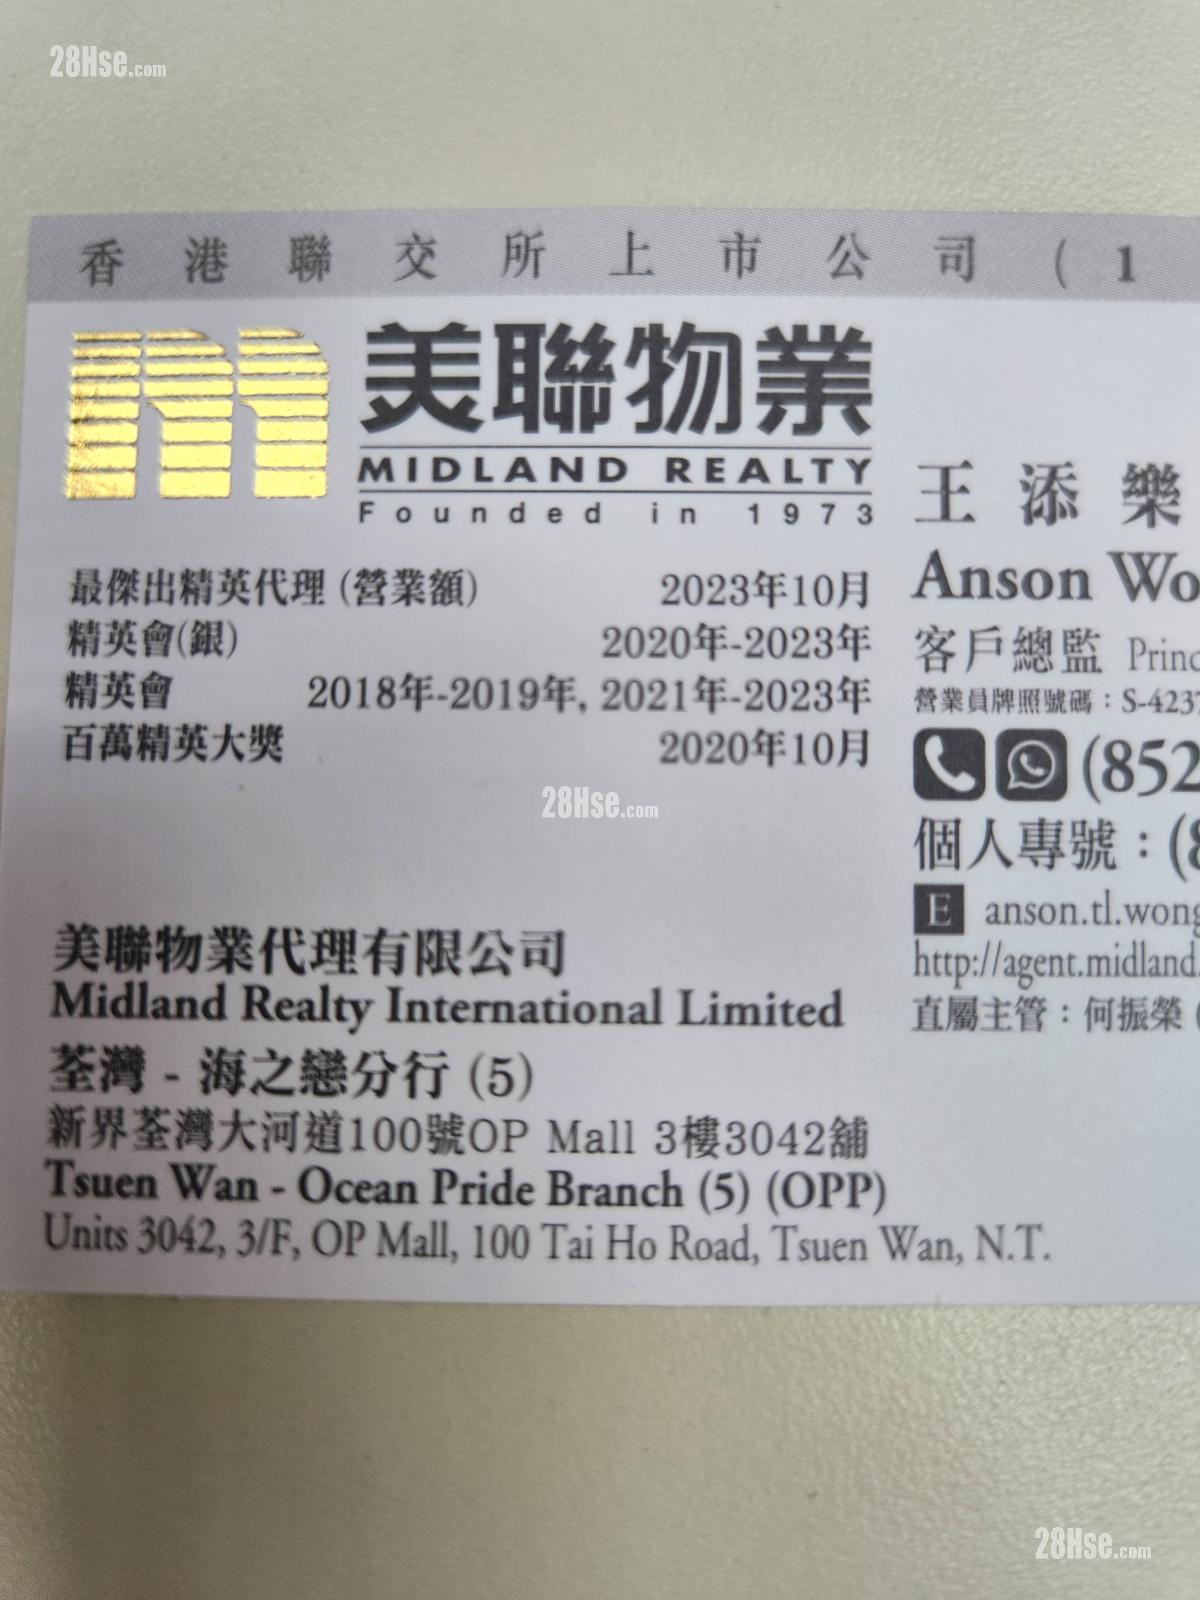 28Hse.com
香港聯交所上市公司 (1
美聯物業
MIDLAND REALTY
Founded in 1973
最傑出精英代理 (營業額) 2023年10月
精英會(銀) 2020年-2023年
精英會 2018年-2019年, 2021年-2023年
百萬精英大獎 2020年10月
28Hse.com
王添樂
Anson Wo
客戶總監 Princ
營業員牌照號碼：S-4237
(852
個人專號：(8
E anson.tl.wong
http://agent.midland.
直屬主管：何振榮 (
美聯物業代理有限公司
Midland Realty International Limited
荃灣 - 海之戀分行 (5)
新界荃灣大河道100號OP Mall 3樓3042舖
Tsuen Wan - Ocean Pride Branch (5) (OPP)
Units 3042, 3/F, OP Mall, 100 Tai Ho Road, Tsuen Wan, N.T.
28Hse.com